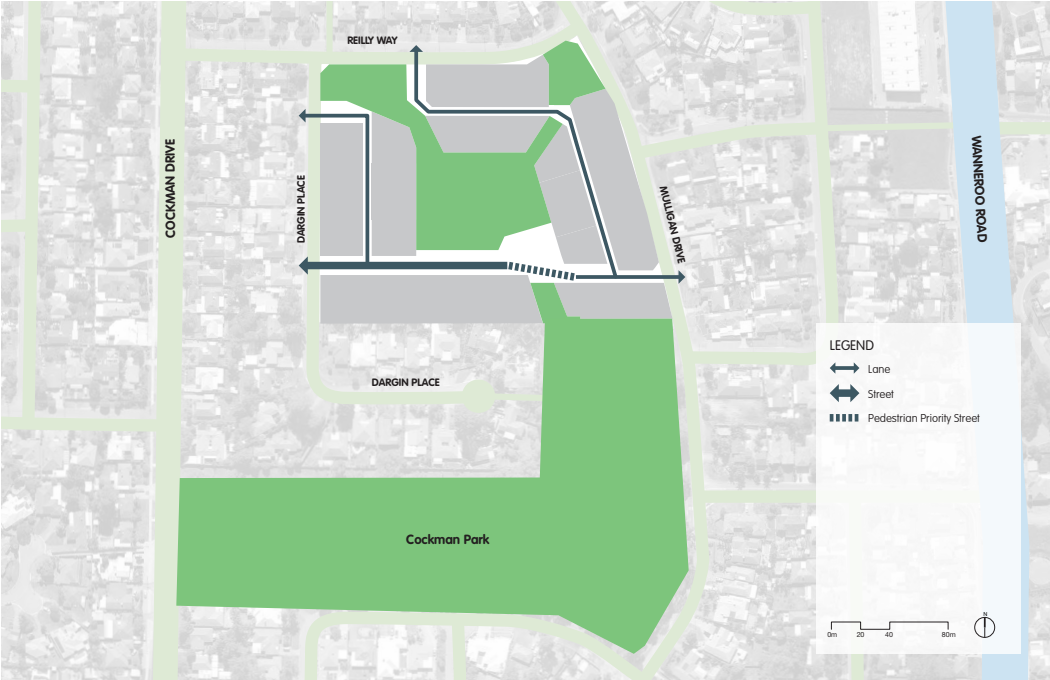 REILLY WAY
COCKMAN DRIVE
DARGIN PLACE
MULLIGAN DRIVE
WANNEROO ROAD
DARGIN PLACE
Cockman Park
LEGEND
Lane
Street
Pedestrian Priority Street
N
0m 20 40 80m